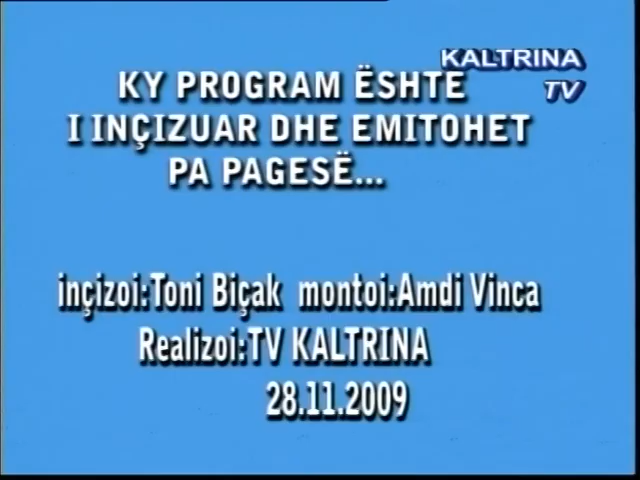 KALTRINA
TV
KY PROGRAM ËSHTE
I INÇIZUAR DHE EMITOHET
PA PAGESË...
inçizoi:Toni Biçak montoi:Amdi Vinca
Realizoi:TV KALTRINA
28.11.2009